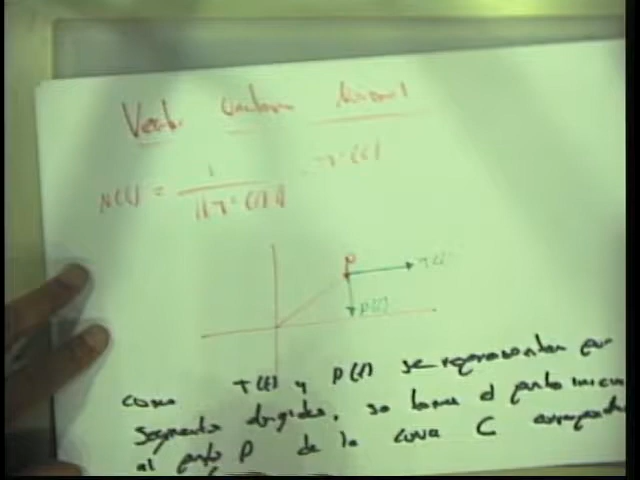 Vector unitario Normal
N(t) = 1 / ||T'(t)|| · T'(t)
P
T(t)
P(t)
como T(t) y P(t) se representan por
segmentos dirigidos, se toma el punto inicial
al punto P de la curva C